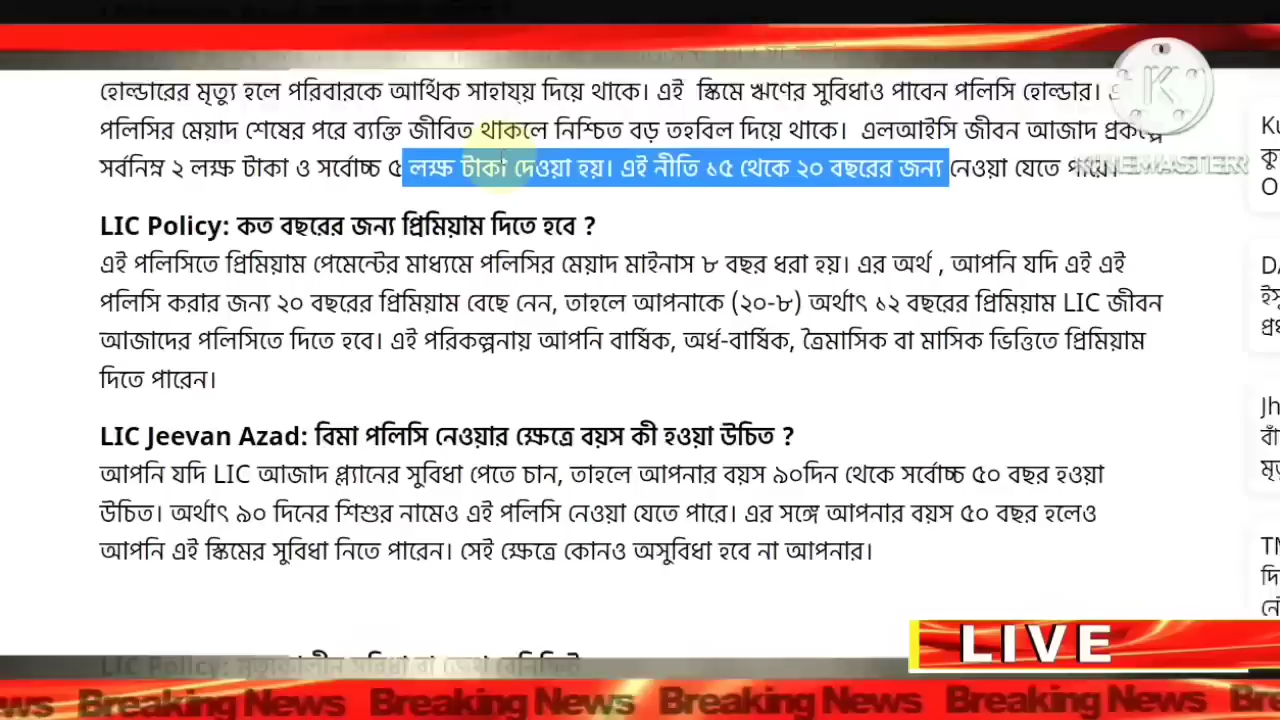 হোল্ডারের মৃত্যু হলে পরিবারকে আর্থিক সাহায্য দিয়ে থাকে। এই স্কিমে ঋণের সুবিধাও পাবেন পলিসি হোল্ডার।
পলিসির মেয়াদ শেষের পরে ব্যক্তি জীবিত থাকলে নিশ্চিত বড় তহবিল দিয়ে থাকে। এলআইসি জীবন আজাদ প্রকল্পে
সর্বনিম্ন ২ লক্ষ টাকা ও সর্বোচ্চ ৫ লক্ষ টাকা দেওয়া হয়। এই নীতি ১৫ থেকে ২০ বছরের জন্য নেওয়া যেতে পারে।
KINEMASTER
LIC Policy: কত বছরের জন্য প্রিমিয়াম দিতে হবে ?
এই পলিসিতে প্রিমিয়াম পেমেন্টের মাধ্যমে পলিসির মেয়াদ মাইনাস ৮ বছর ধরা হয়। এর অর্থ , আপনি যদি এই এই
পলিসি করার জন্য ২০ বছরের প্রিমিয়াম বেছে নেন, তাহলে আপনাকে (২০-৮) অর্থাৎ ১২ বছরের প্রিমিয়াম LIC জীবন
আজাদের পলিসিতে দিতে হবে। এই পরিকল্পনায় আপনি বার্ষিক, অর্ধ-বার্ষিক, ত্রৈমাসিক বা মাসিক ভিত্তিতে প্রিমিয়াম
দিতে পারেন।
LIC Jeevan Azad: বিমা পলিসি নেওয়ার ক্ষেত্রে বয়স কী হওয়া উচিত ?
আপনি যদি LIC আজাদ প্ল্যানের সুবিধা পেতে চান, তাহলে আপনার বয়স ৯০দিন থেকে সর্বোচ্চ ৫০ বছর হওয়া
উচিত। অর্থাৎ ৯০ দিনের শিশুর নামেও এই পলিসি নেওয়া যেতে পারে। এর সঙ্গে আপনার বয়স ৫০ বছর হলেও
আপনি এই স্কিমের সুবিধা নিতে পারেন। সেই ক্ষেত্রে কোনও অসুবিধা হবে না আপনার।
LIC Policy:
LIVE
ews Breaking News Breaking News Breaking News Breaking News Bre